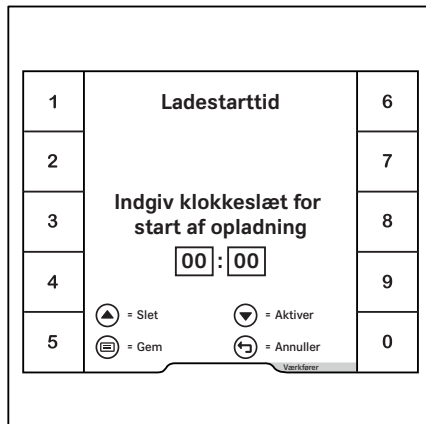 Ladestarttid
1
6
2
7
Indgiv klokkeslæt for
start af opladning
3
8
00 : 00
4
9
= Slet
= Aktiver
5
= Gem
= Annuller
0
Værkfører